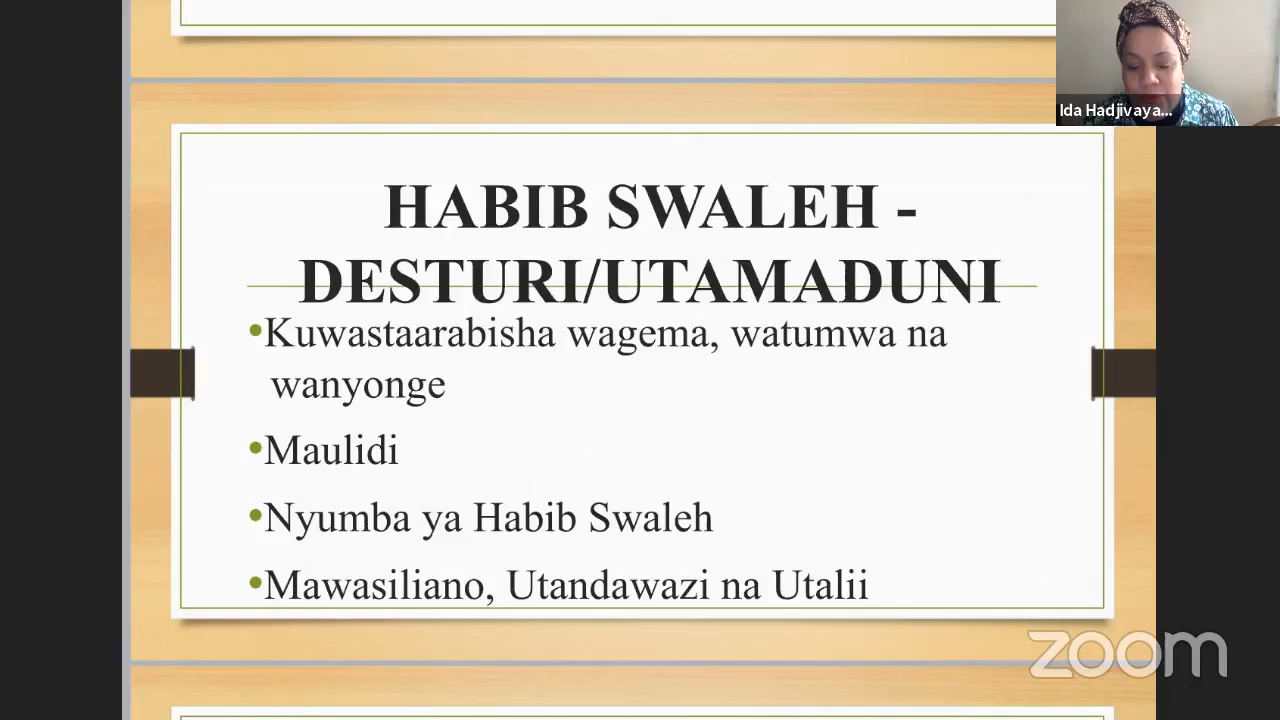 Ida Hadjivaya...
HABIB SWALEH -
DESTURI/UTAMADUNI
•Kuwastaarabisha wagema, watumwa na
wanyonge
•Maulidi
•Nyumba ya Habib Swaleh
•Mawasiliano, Utandawazi na Utalii
zoom